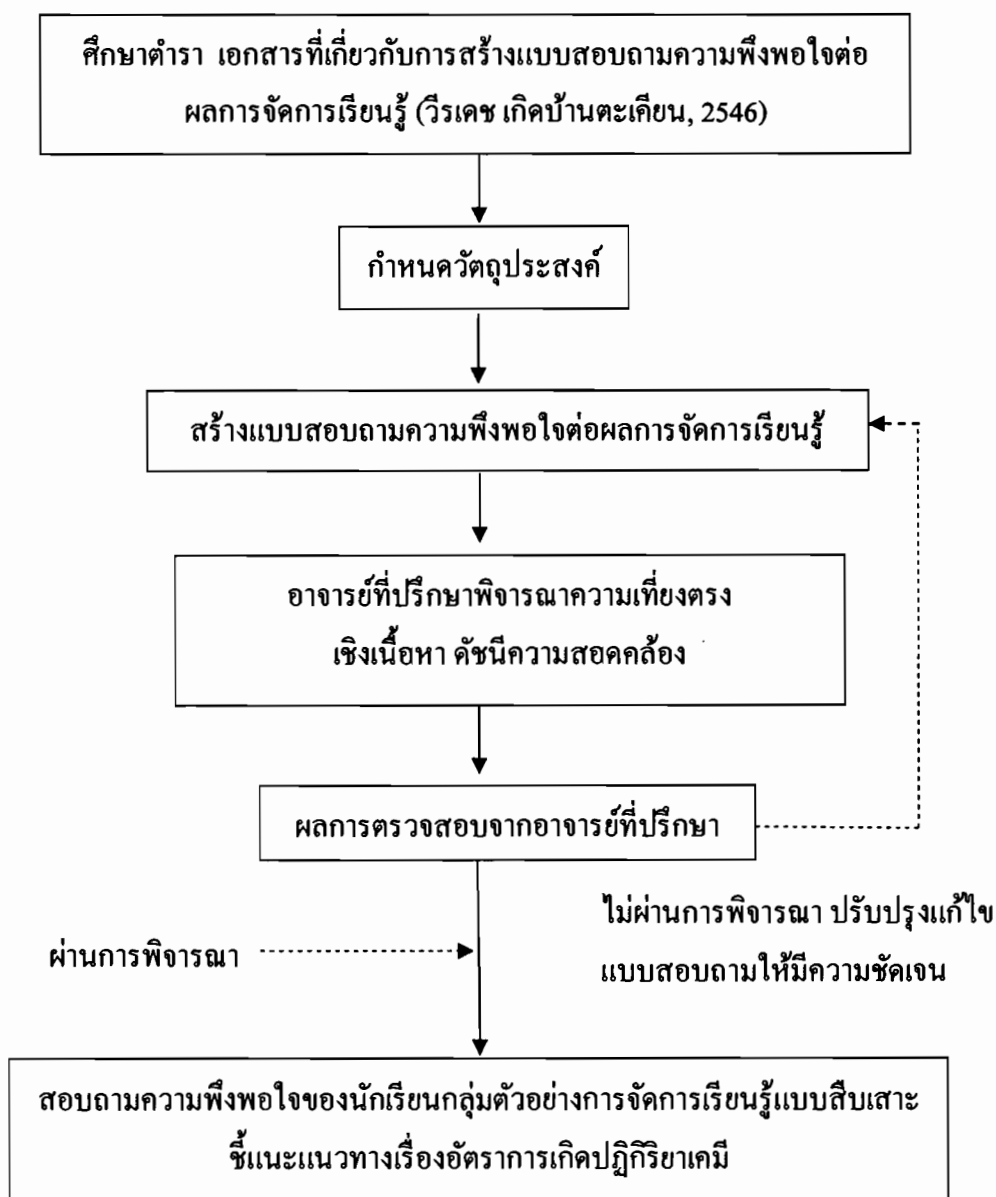 ศึกษาตำรา เอกสารที่เกี่ยวกับการสร้างแบบสอบถามความพึงพอใจต่อ
ผลการจัดการเรียนรู้ (วีรเดช เกิดบ้านตะเคียน, 2546)
กำหนดวัตถุประสงค์
สร้างแบบสอบถามความพึงพอใจต่อผลการจัดการเรียนรู้
อาจารย์ที่ปรึกษาพิจารณาความเที่ยงตรง
เชิงเนื้อหา ดัชนีความสอดคล้อง
ผลการตรวจสอบจากอาจารย์ที่ปรึกษา
ไม่ผ่านการพิจารณา ปรับปรุงแก้ไข
แบบสอบถามให้มีความชัดเจน
ผ่านการพิจารณา
สอบถามความพึงพอใจของนักเรียนกลุ่มตัวอย่างการจัดการเรียนรู้แบบสืบเสาะ
ชี้แนะแนวทางเรื่องอัตราการเกิดปฏิกิริยาเคมี